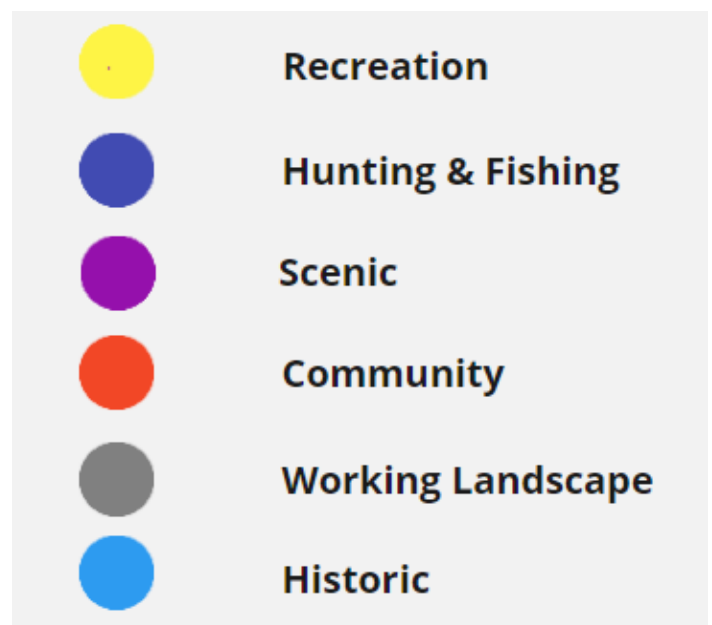 Recreation
Hunting & Fishing
Scenic
Community
Working Landscape
Historic